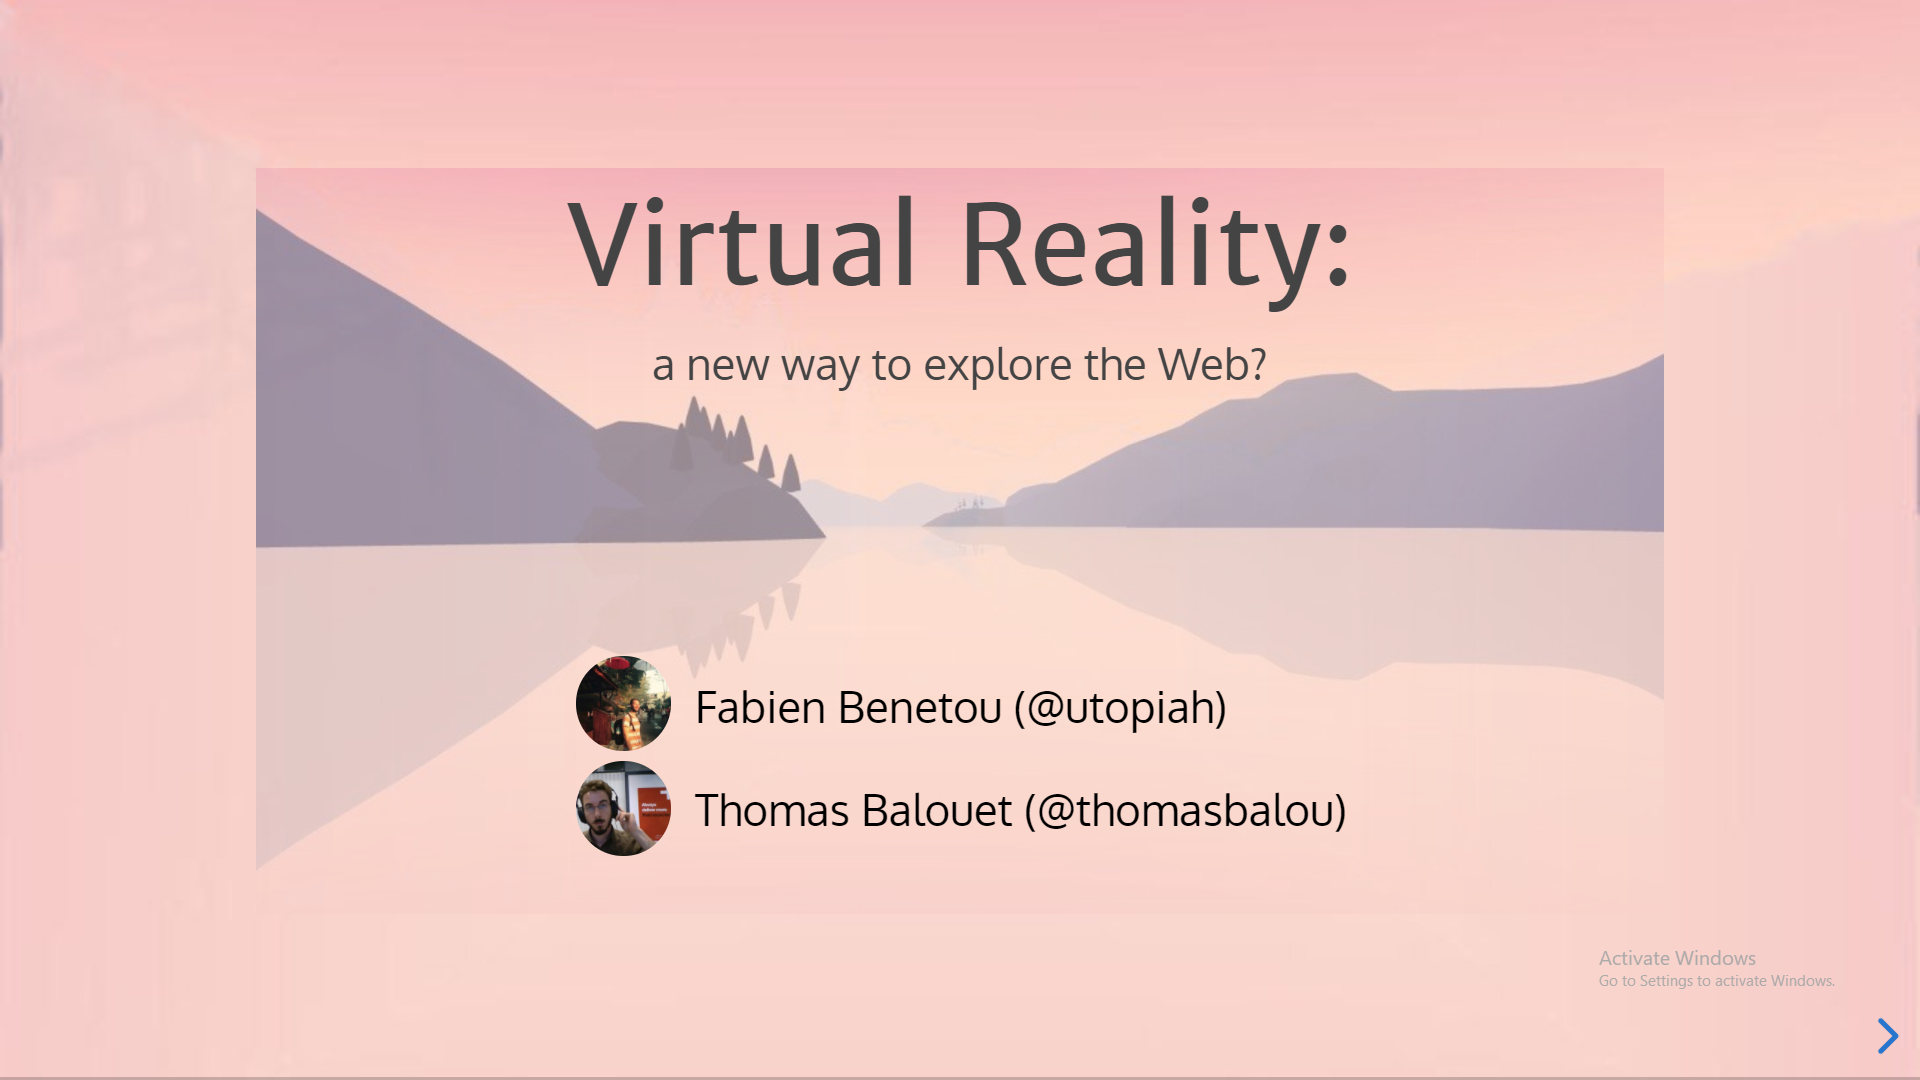 Virtual Reality:
a new way to explore the Web?
Fabien Benetou (@utopiah)
Thomas Balouet (@thomasbalou)
Activate Windows
Go to Settings to activate Windows.